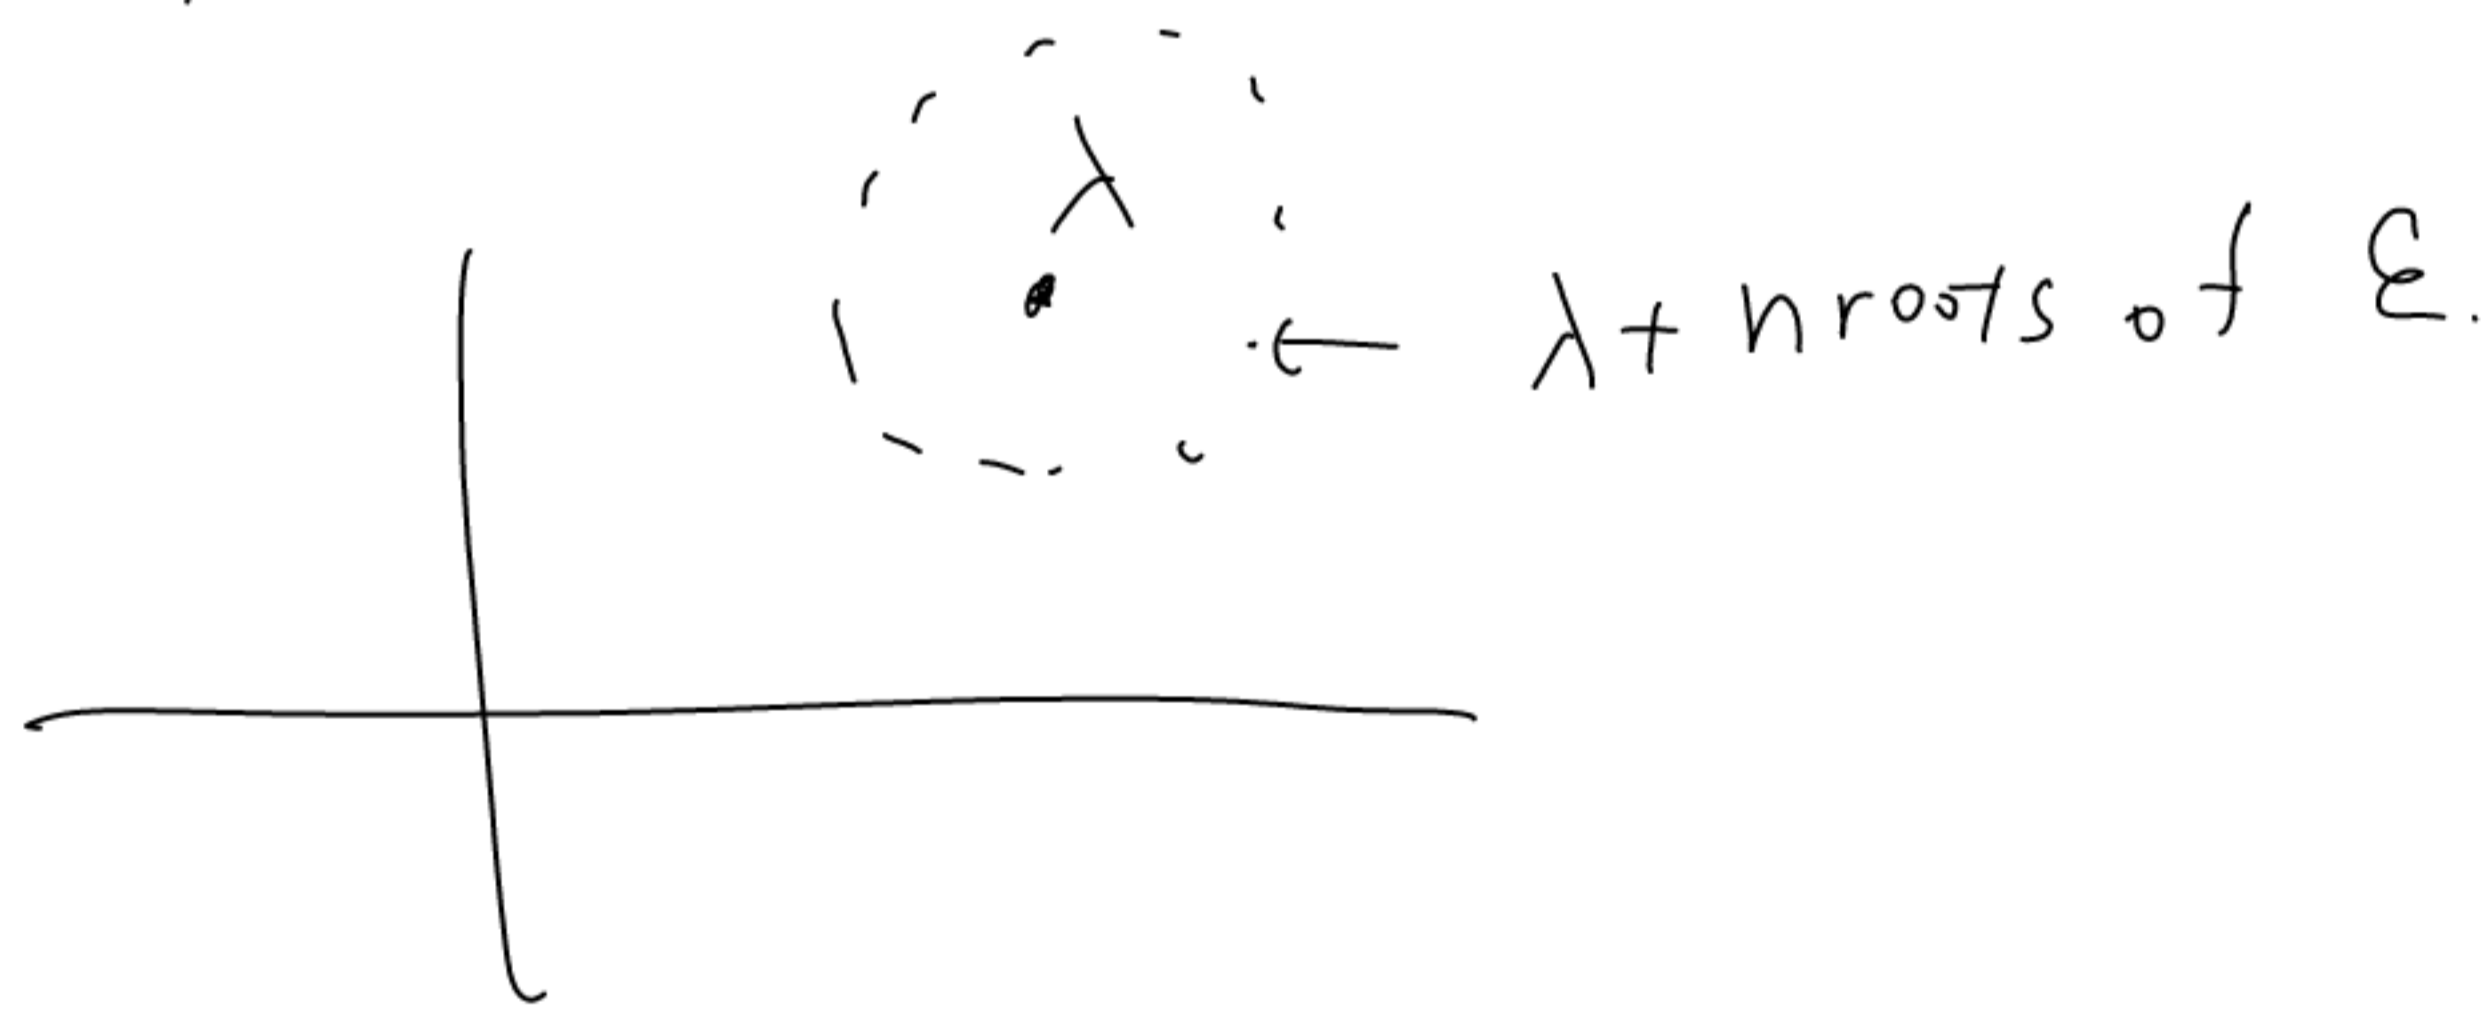 λ
λ + n roots of ε.